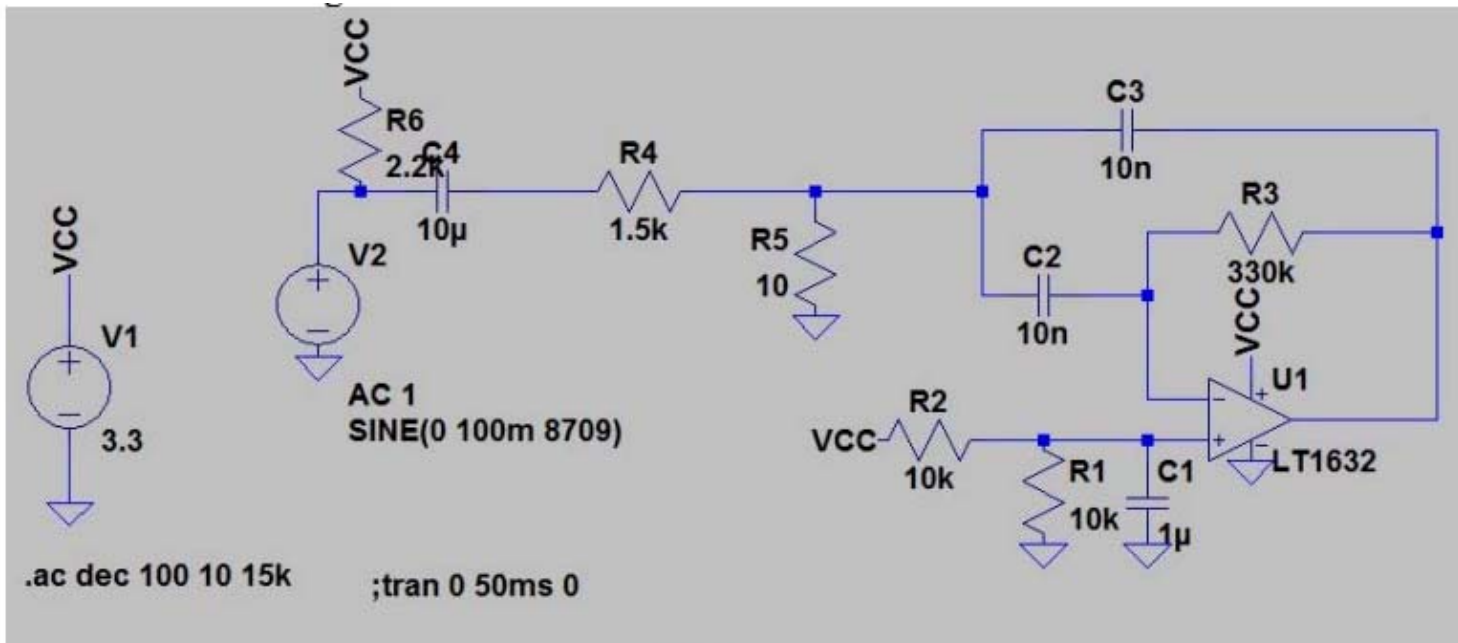 VCC
R6
2.2k
C4
10µ
R4
1.5k
R5
10
C3
10n
R3
330k
C2
10n
VCC
U1
LT1632
VCC
V1
3.3
V2
AC 1
SINE(0 100m 8709)
VCC
R2
10k
R1
10k
C1
1µ
.ac dec 100 10 15k
;tran 0 50ms 0